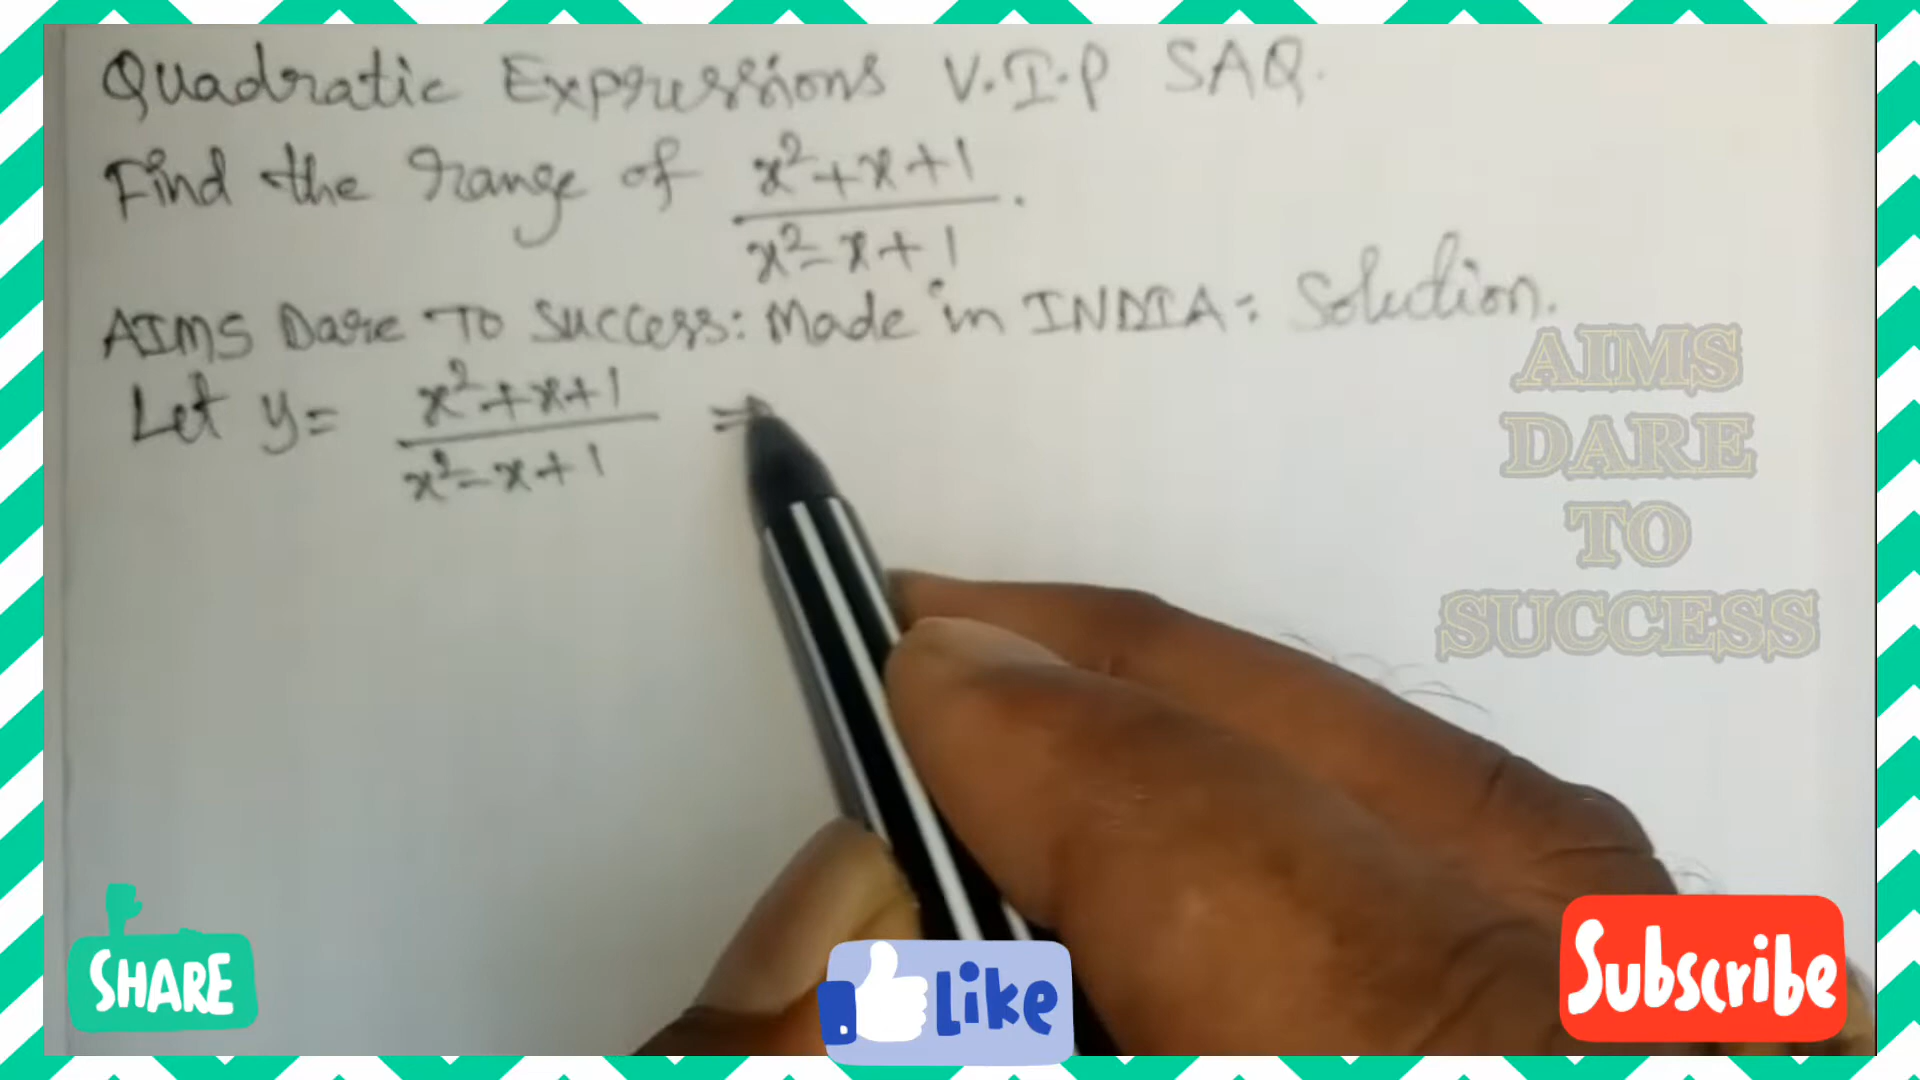 Quadratic Expressions V.I.P SAQ.
Find the range of x²+x+1 / x²-x+1 .
AIMS Dare To Success: Made in INDIA: Solution.
Let y = x²+x+1 / x²-x+1 =
AIMS
DARE
TO
SUCCESS
SHARE
Like
Subscribe